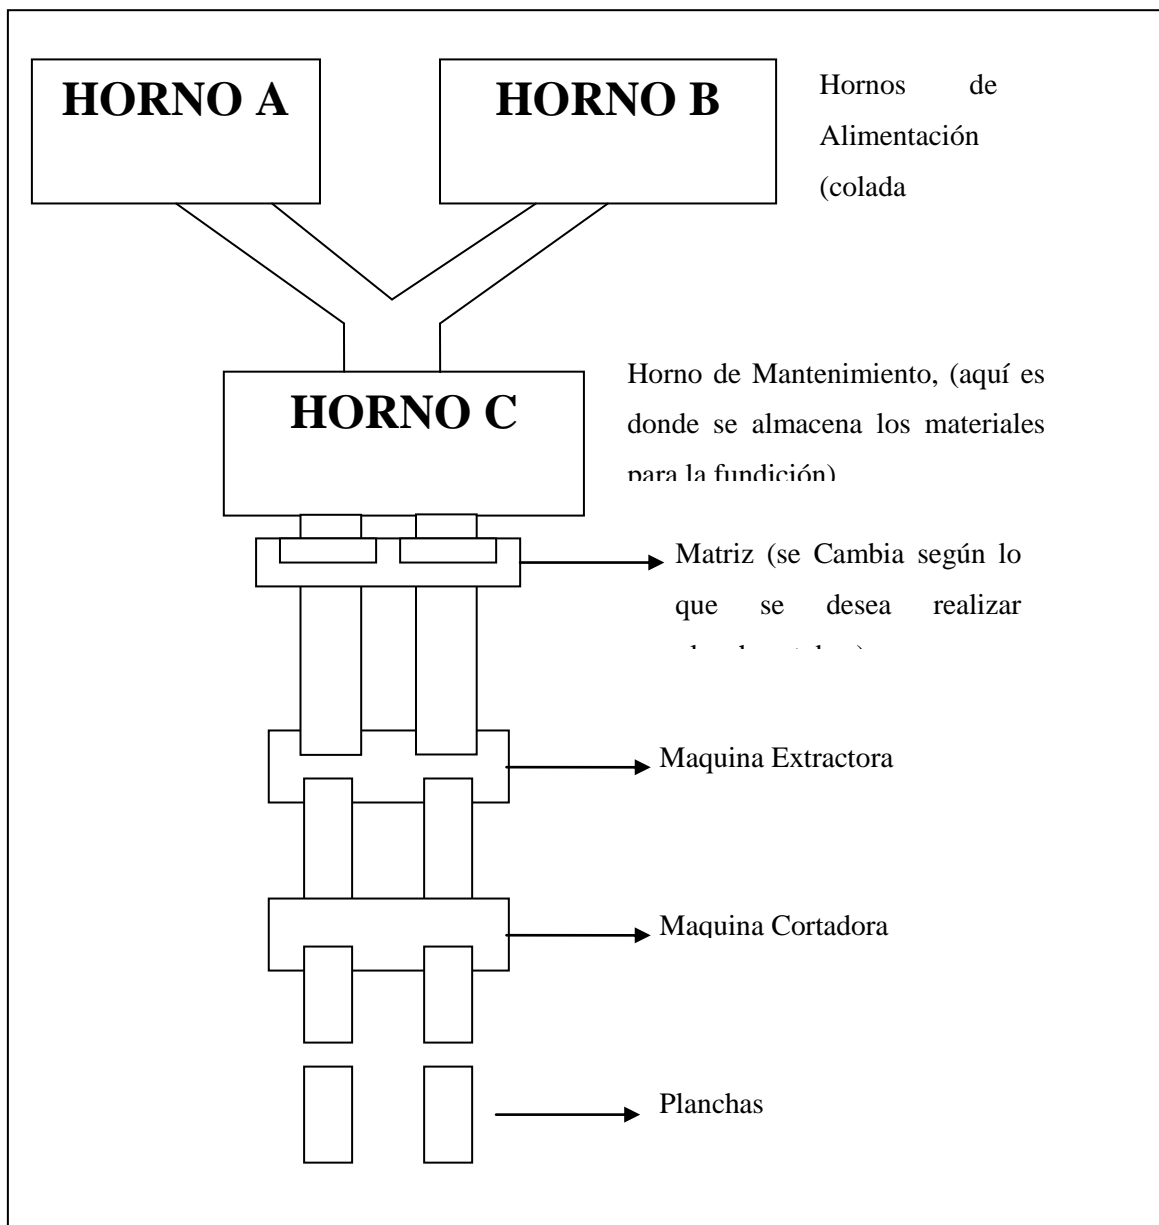 HORNO A
HORNO B
Hornos de
Alimentación
(colada
HORNO C
Horno de Mantenimiento, (aquí es
donde se almacena los materiales
para la fundición)
Matriz (se Cambia según lo
que se desea realizar
Maquina Extractora
Maquina Cortadora
Planchas